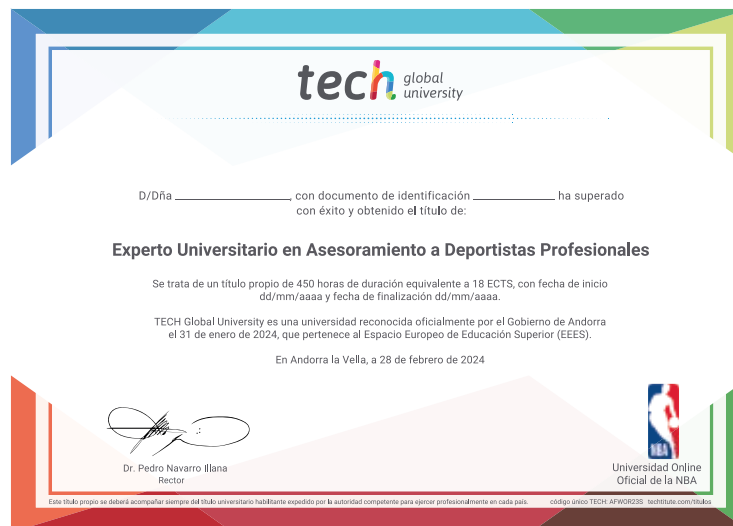 tech global university
D/Dña ____________________, con documento de identificación ______________ ha superado
con éxito y obtenido el título de:
Experto Universitario en Asesoramiento a Deportistas Profesionales
Se trata de un título propio de 450 horas de duración equivalente a 18 ECTS, con fecha de inicio
dd/mm/aaaa y fecha de finalización dd/mm/aaaa.
TECH Global University es una universidad reconocida oficialmente por el Gobierno de Andorra
el 31 de enero de 2024, que pertenece al Espacio Europeo de Educación Superior (EEES).
En Andorra la Vella, a 28 de febrero de 2024
Dr. Pedro Navarro Illana
Rector
NBA
Universidad Online
Oficial de la NBA
Este título propio se deberá acompañar siempre del título universitario habilitante expedido por la autoridad competente para ejercer profesionalmente en cada país. código único TECH: AFWOR23S techtitute.com/titulos